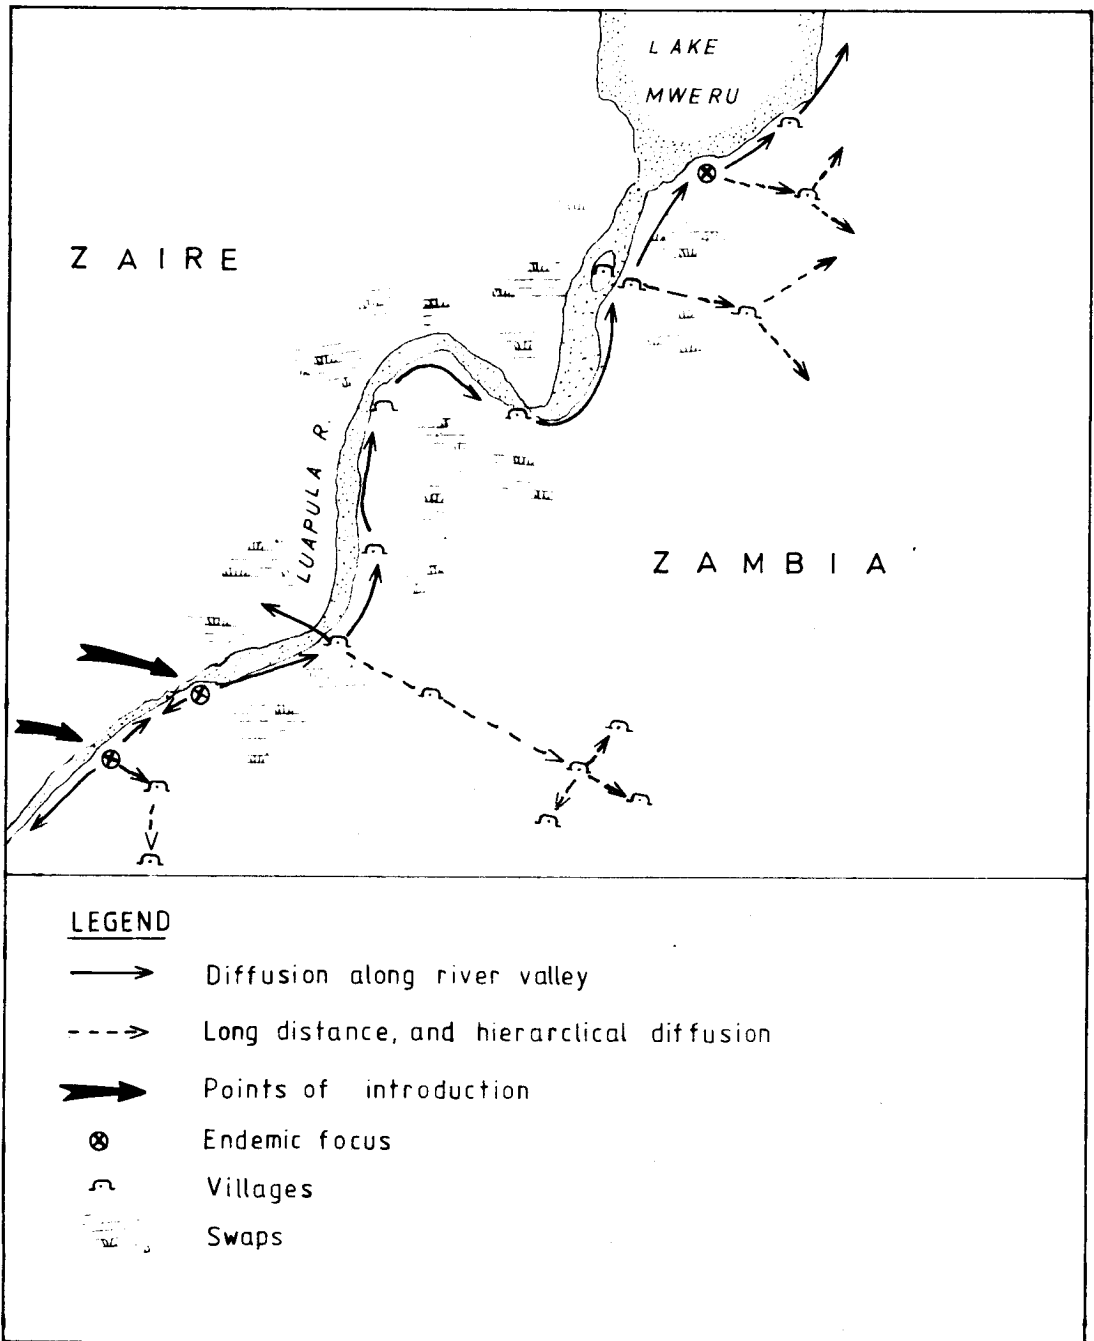 LAKE
MWERU
ZAIRE
LUAPULA R.
ZAMBIA
LEGEND
Diffusion along river valley
Long distance, and hierarclical diffusion
Points of introduction
Endemic focus
Villages
Swaps